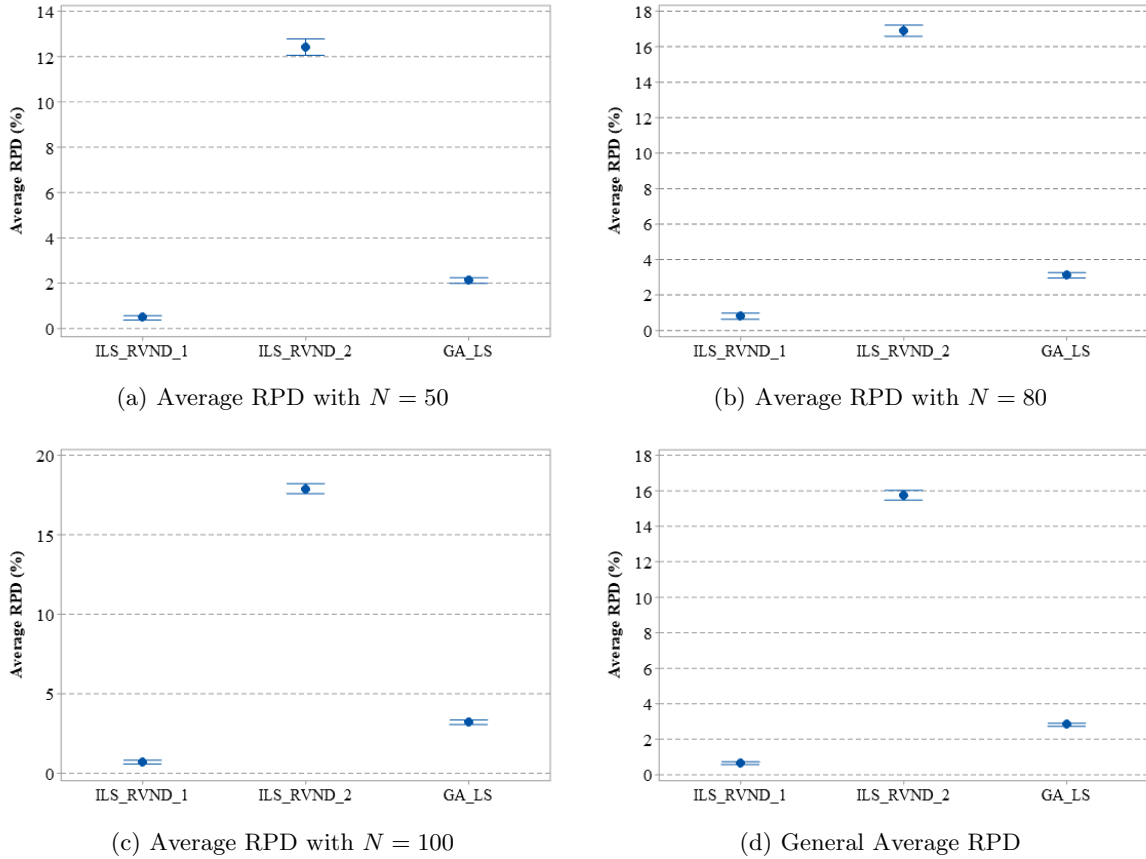 14
12
10
8
6
4
2
0
Average RPD (%)
ILS_RVND_1 ILS_RVND_2 GA_LS
(a) Average RPD with N = 50
18
16
14
12
10
8
6
4
2
0
Average RPD (%)
ILS_RVND_1 ILS_RVND_2 GA_LS
(b) Average RPD with N = 80
20
15
10
5
0
Average RPD (%)
ILS_RVND_1 ILS_RVND_2 GA_LS
(c) Average RPD with N = 100
18
16
14
12
10
8
6
4
2
0
Average RPD (%)
ILS_RVND_1 ILS_RVND_2 GA_LS
(d) General Average RPD